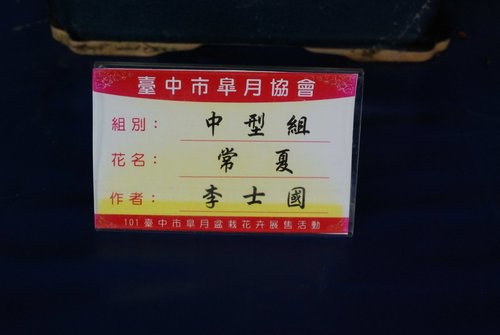 臺中市皐月協會
組別： 中型組
花名： 常夏
作者： 李士國
101臺中市皐月盆栽花卉展售活動